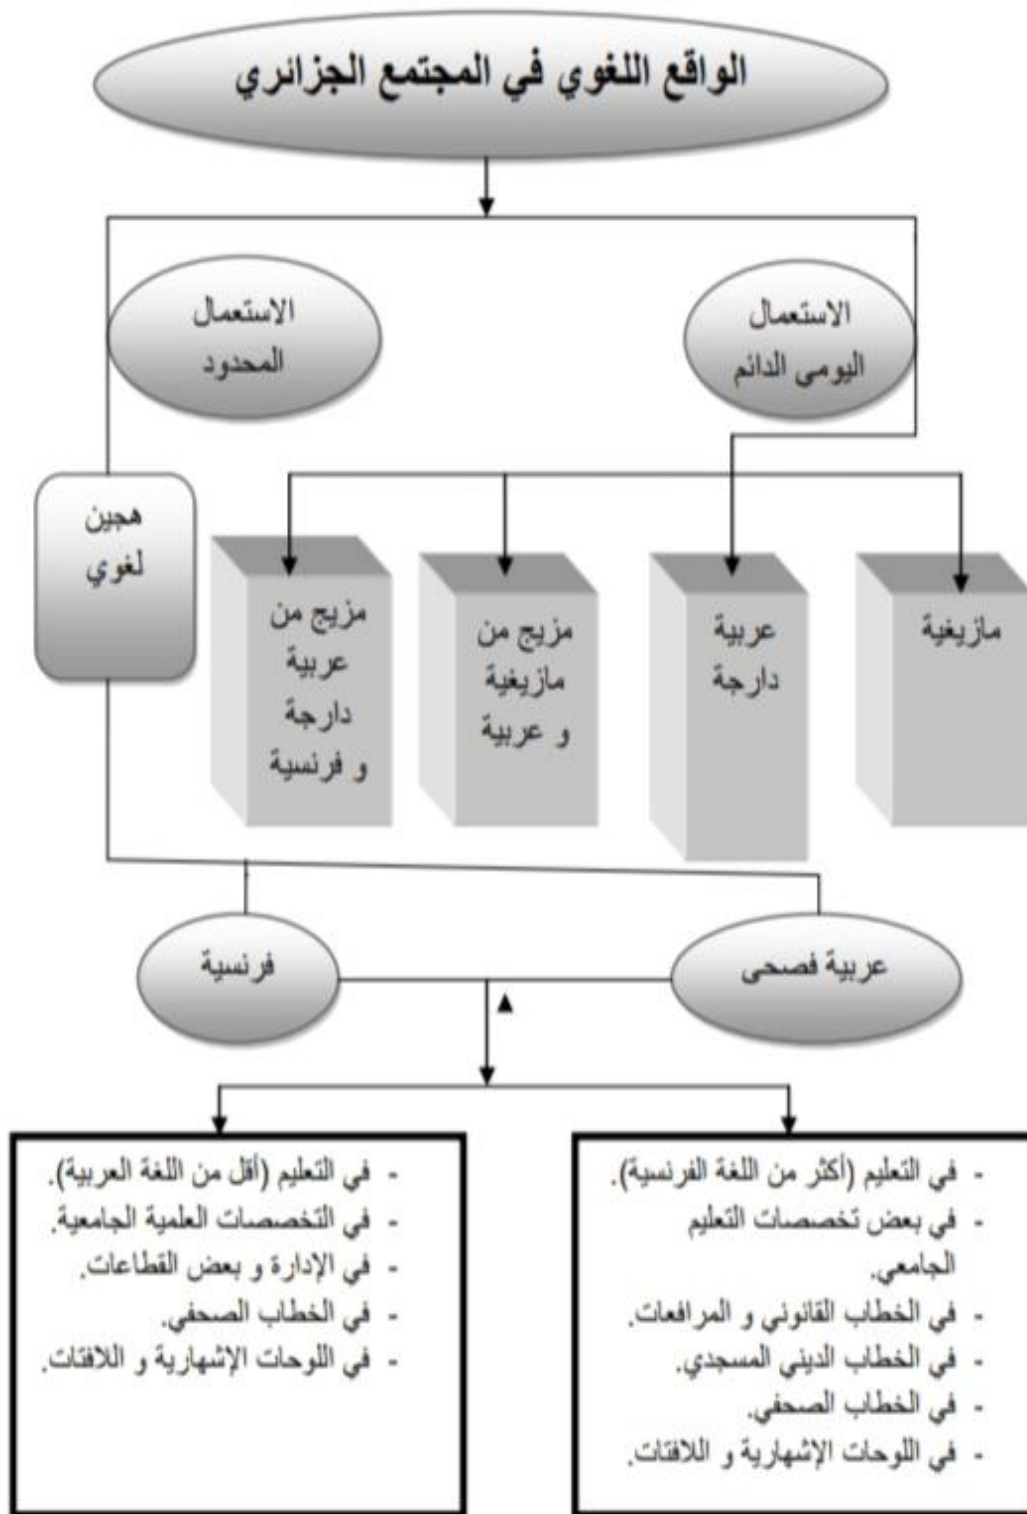 الواقع اللغوي في المجتمع الجزائري
الاستعمال
اليومي الدائم
الاستعمال
المحدود
مازيغية
عربية
دارجة
مزيج من
مازيغية
و عربية
مزيج من
عربية
دارجة
و فرنسية
هجين
لغوي
عربية فصحى
فرنسية
- في التعليم (أكثر من اللغة الفرنسية).
- في بعض تخصصات التعليم
الجامعي.
- في الخطاب القانوني و المرافعات.
- في الخطاب الديني المسجدي.
- في الخطاب الصحفي.
- في اللوحات الإشهارية و اللافتات.
- في التعليم (أقل من اللغة العربية).
- في التخصصات العلمية الجامعية.
- في الإدارة و بعض القطاعات.
- في الخطاب الصحفي.
- في اللوحات الإشهارية و اللافتات.